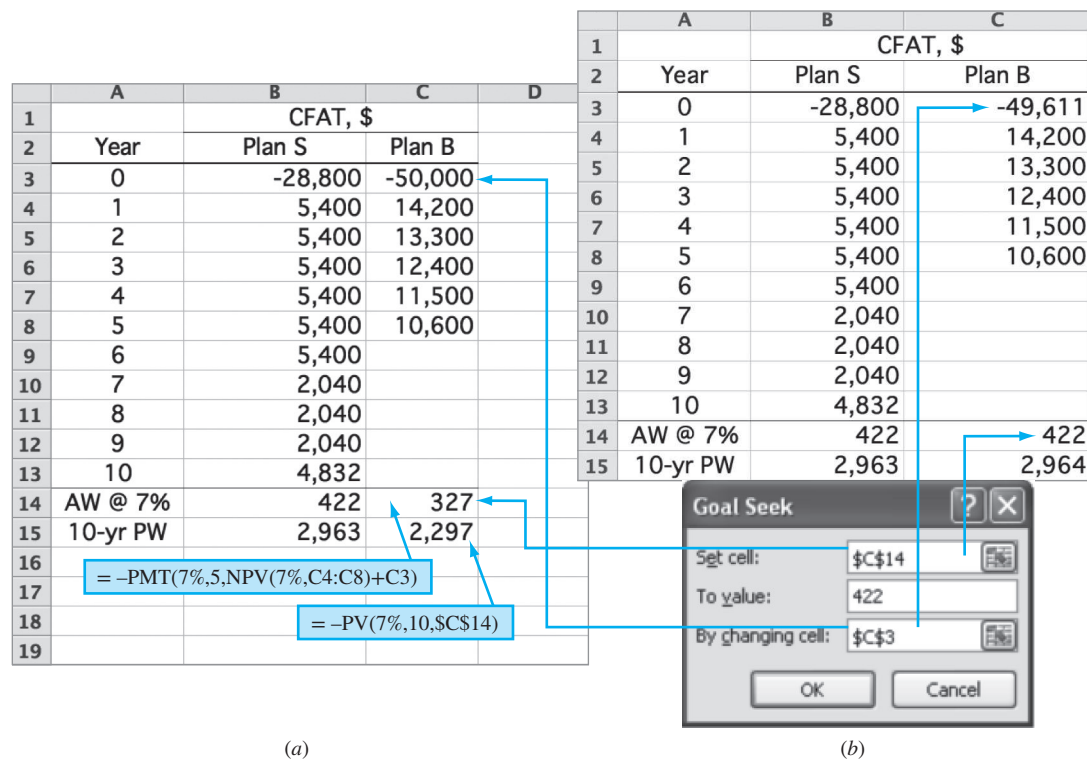 A B C D
1 CFAT, $
2 Year Plan S Plan B
3 0 -28,800 -50,000
4 1 5,400 14,200
5 2 5,400 13,300
6 3 5,400 12,400
7 4 5,400 11,500
8 5 5,400 10,600
9 6 5,400
10 7 2,040
11 8 2,040
12 9 2,040
13 10 4,832
14 AW @ 7% 422 327
15 10-yr PW 2,963 2,297
16
17
18
19
= –PMT(7%,5,NPV(7%,C4:C8)+C3)
= –PV(7%,10,$C$14)
(a)
A B C
1 CFAT, $
2 Year Plan S Plan B
3 0 -28,800 -49,611
4 1 5,400 14,200
5 2 5,400 13,300
6 3 5,400 12,400
7 4 5,400 11,500
8 5 5,400 10,600
9 6 5,400
10 7 2,040
11 8 2,040
12 9 2,040
13 10 4,832
14 AW @ 7% 422 422
15 10-yr PW 2,963 2,964
Goal Seek ? X
Set cell: $C$14
To value: 422
By changing cell: $C$3
OK Cancel
(b)